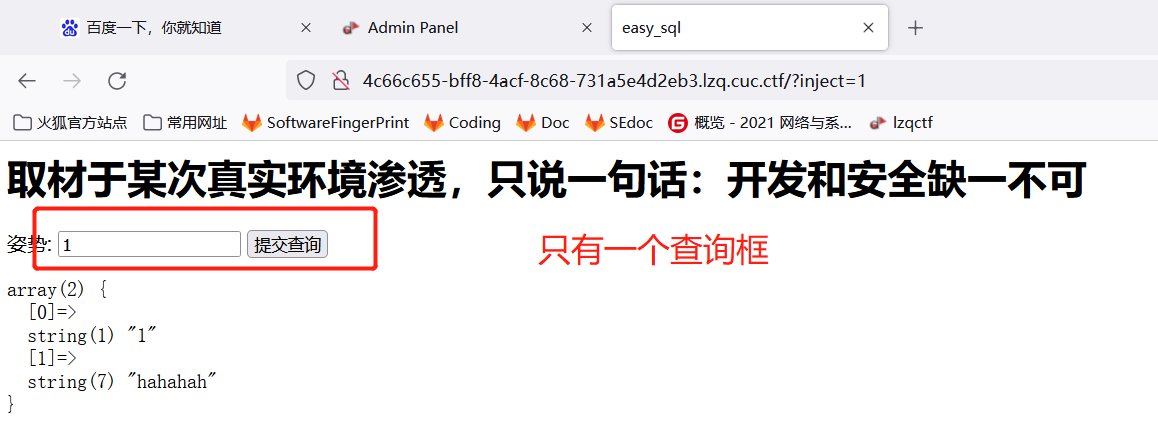 百度一下，你就知道
Admin Panel
easy_sql
4c66c655-bff8-4acf-8c68-731a5e4d2eb3.lzq.cuc.ctf/?inject=1
火狐官方站点 常用网址 SoftwareFingerPrint Coding Doc SEdoc 概览 - 2021 网络与系... lzqctf
取材于某次真实环境渗透，只说一句话：开发和安全缺一不可
姿势: 1 提交查询
只有一个查询框
array(2) {
  [0]=>
  string(1) "1"
  [1]=>
  string(7) "hahahah"
}